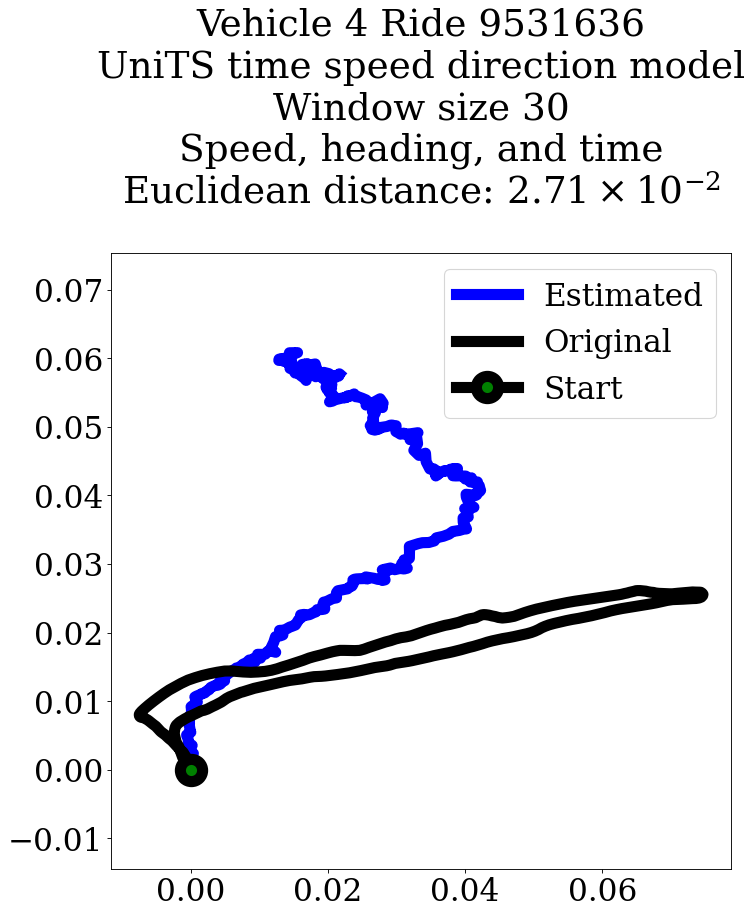 Vehicle 4 Ride 9531636
UniTS time speed direction model
Window size 30
Speed, heading, and time
Euclidean distance: 2.71 × 10⁻²
Estimated
Original
Start
0.07
0.06
0.05
0.04
0.03
0.02
0.01
0.00
−0.01
0.00 0.02 0.04 0.06